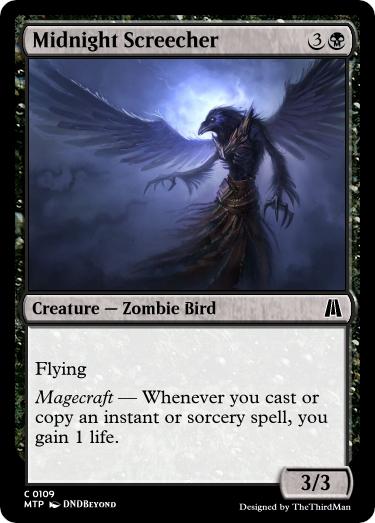 Midnight Screecher 3
Creature — Zombie Bird
Flying
Magecraft — Whenever you cast or
copy an instant or sorcery spell, you
gain 1 life.
3/3
C 0109
MTP DNDBeyond
Designed by TheThirdMan